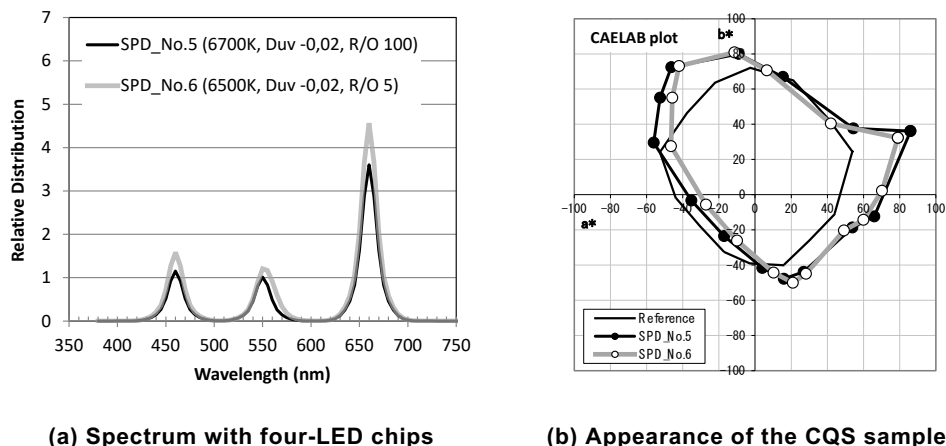 7
6
5
4
3
2
1
0
Relative Distribution
SPD_No.5 (6700K, Duv -0,02, R/O 100)
SPD_No.6 (6500K, Duv -0,02, R/O 5)
350 400 450 500 550 600 650 700 750
Wavelength (nm)
(a) Spectrum with four-LED chips
80
60
40
20
0
-20
-40
-60
-80
-100
b*
CAELAB plot
-100 -80 -60 -40 -20 0 20 40 60 80 100
a*
Reference
SPD_No.5
SPD_No.6
(b) Appearance of the CQS sample